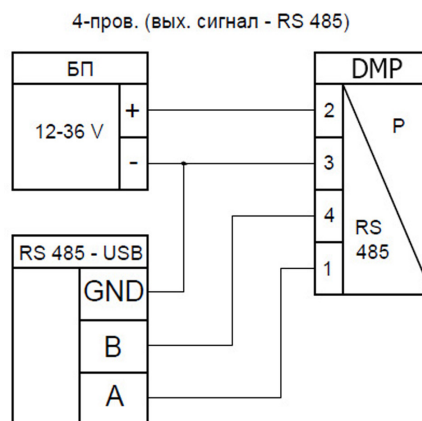 4-пров. (вых. сигнал - RS 485)
БП
12-36 V
+
-
RS 485 - USB
GND
B
A
DMP
2
3
4
1
P
RS
485